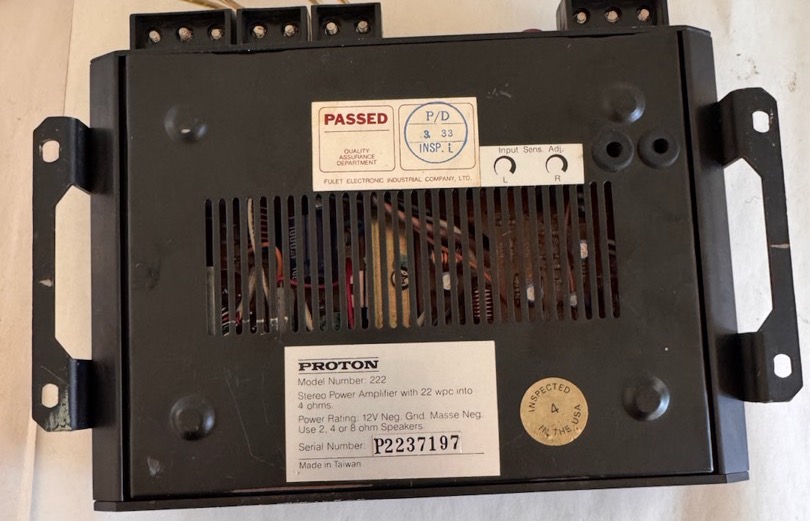 PASSED
QUALITY
ASSURANCE
DEPARTMENT
P/D
3. 33
INSP. L
FULET ELECTRONIC INDUSTRIAL COMPANY, LTD.
Input Sens. Adj.
L R
PROTON
Model Number: 222
Stereo Power Amplifier with 22 wpc into
4 ohms.
Power Rating: 12V Neg. Grid. Masse Neg.
Use 2, 4 or 8 ohm Speakers.
Serial Number: P2237197
Made in Taiwan
INSPECTED
4
IN THE USA